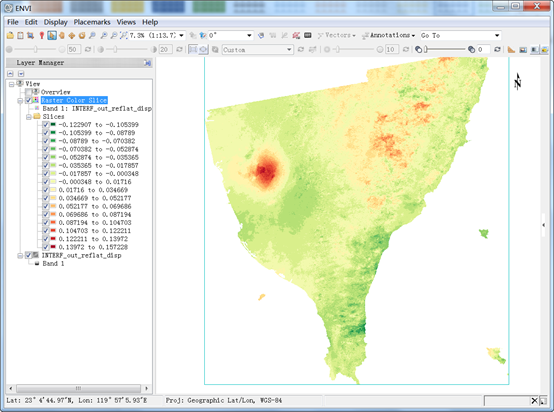 ENVI
File Edit Display Placemarks Views Help
7.3% (1:13.7... 0° Vectors Annotations Go To
50 20 Custom 10 0
Layer Manager
View
Overview
Raster Color Slice
Band 1: INTERF_out_reflat_disp
Slices
-0.122907 to -0.105399
-0.105399 to -0.08789
-0.08789 to -0.070382
-0.070382 to -0.052874
-0.052874 to -0.035365
-0.035365 to -0.017857
-0.017857 to -0.000348
-0.000348 to 0.01716
0.01716 to 0.034669
0.034669 to 0.052177
0.052177 to 0.069686
0.069686 to 0.087194
0.087194 to 0.104703
0.104703 to 0.122211
0.122211 to 0.13972
0.13972 to 0.157228
INTERF_out_reflat_disp
Band 1
N
Lat: 23° 4'44.97"N, Lon: 119° 57'5.93"E Proj: Geographic Lat/Lon, WGS-84